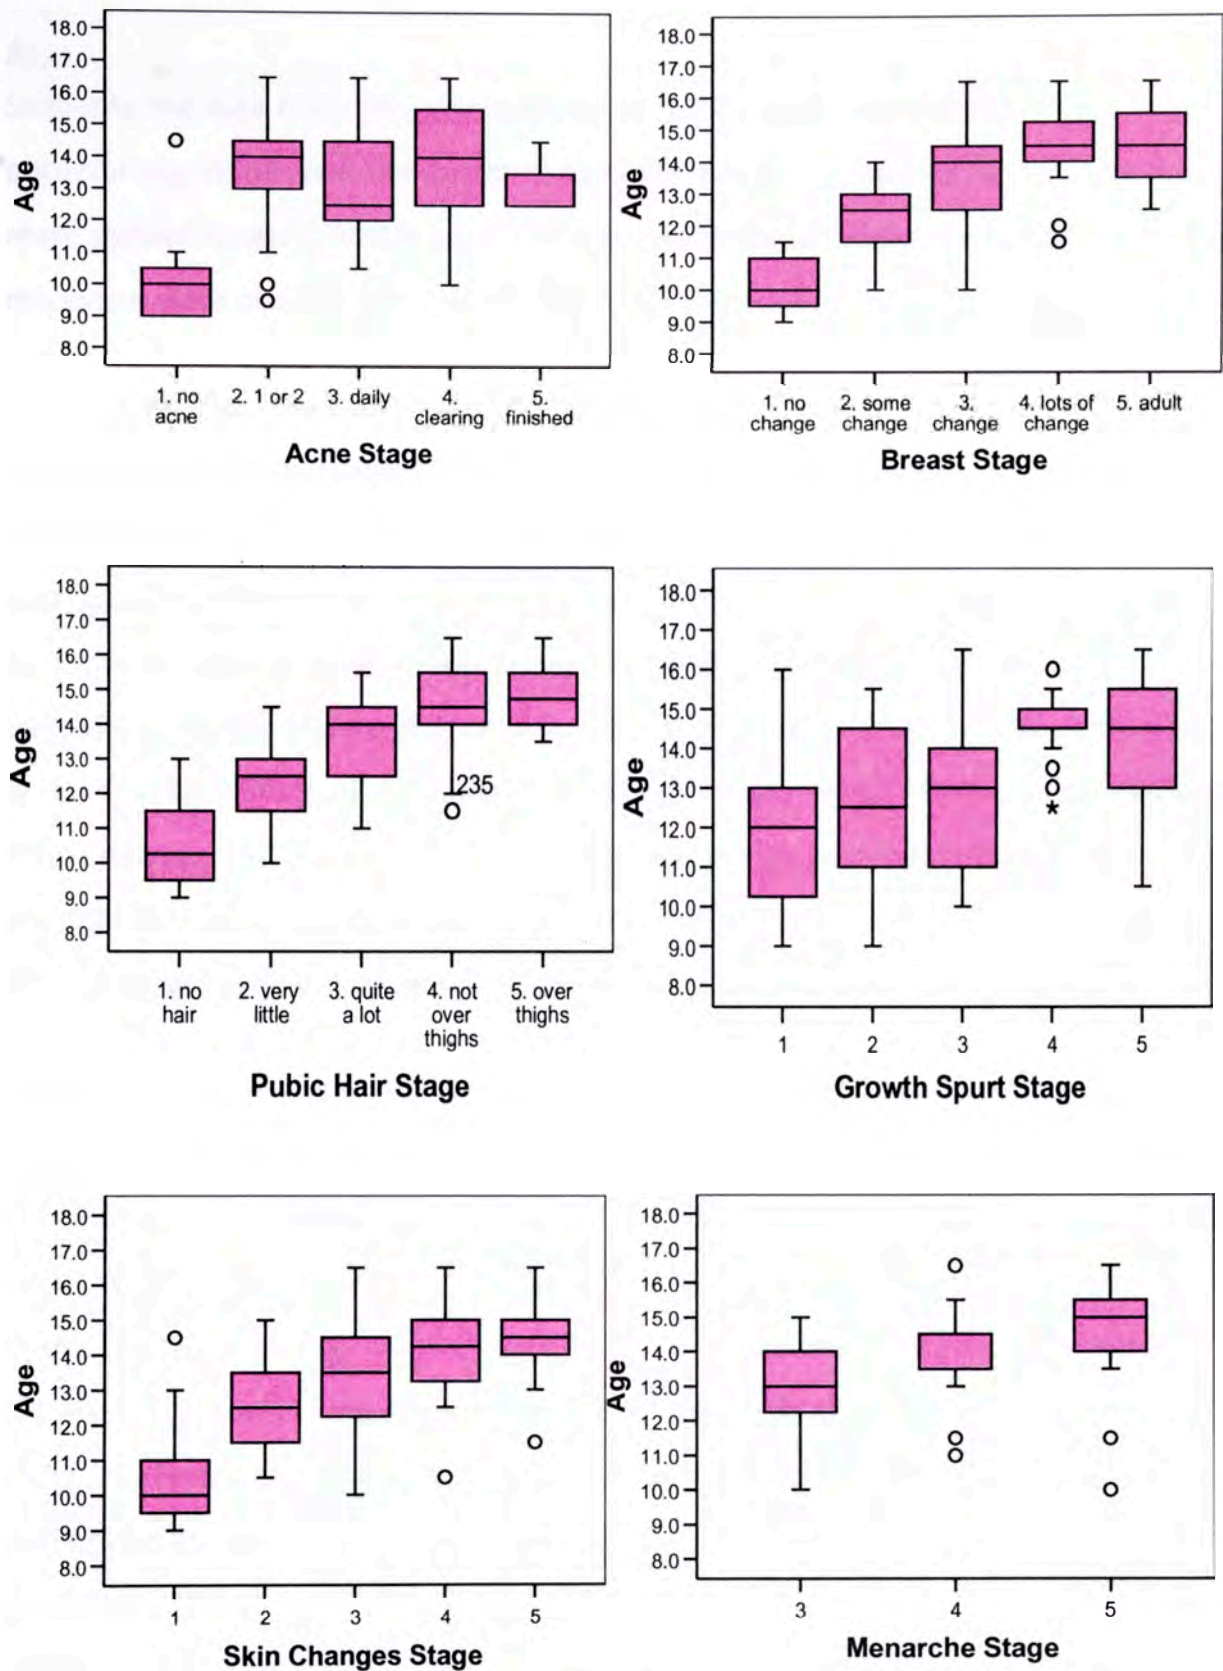 18.0
17.0
16.0
15.0
14.0
13.0
12.0
11.0
10.0
9.0
8.0
Age
1. no acne
2. 1 or 2
3. daily
4. clearing
5. finished
Acne Stage
18.0
17.0
16.0
15.0
14.0
13.0
12.0
11.0
10.0
9.0
8.0
Age
1. no change
2. some change
3. change
4. lots of change
5. adult
Breast Stage
18.0
17.0
16.0
15.0
14.0
13.0
12.0
11.0
10.0
9.0
8.0
Age
235
1. no hair
2. very little
3. quite a lot
4. not over thighs
5. over thighs
Pubic Hair Stage
18.0
17.0
16.0
15.0
14.0
13.0
12.0
11.0
10.0
9.0
8.0
Age
1 2 3 4 5
Growth Spurt Stage
18.0
17.0
16.0
15.0
14.0
13.0
12.0
11.0
10.0
9.0
8.0
Age
1 2 3 4 5
Skin Changes Stage
18.0
17.0
16.0
15.0
14.0
13.0
12.0
11.0
10.0
9.0
8.0
Age
3 4 5
Menarche Stage